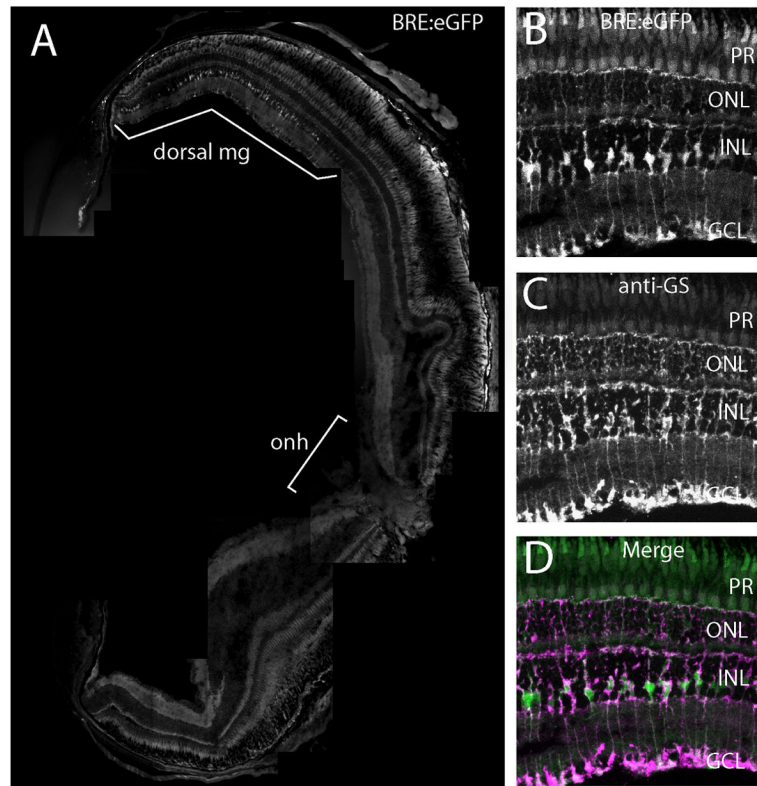 A
BRE:eGFP
dorsal mg
onh
B
BRE:eGFP
PR
ONL
INL
GCL
C
anti-GS
PR
ONL
INL
GCL
D
Merge
PR
ONL
INL
GCL